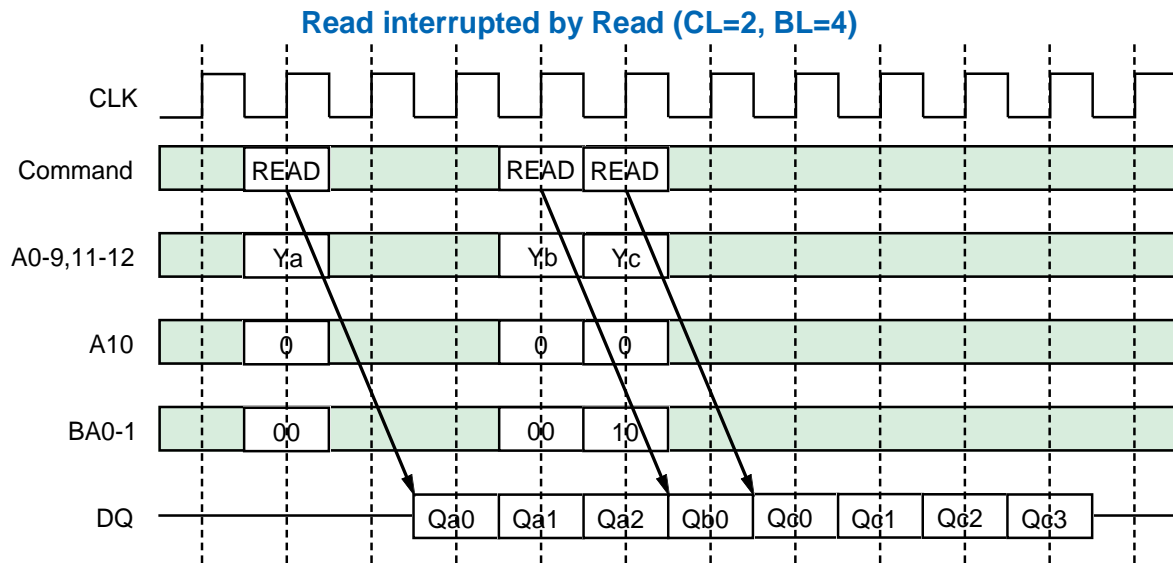 Read interrupted by Read (CL=2, BL=4)
CLK
Command READ READ READ
A0-9,11-12 Ya Yb Yc
A10 0 0 0
BA0-1 00 00 10
DQ Qa0 Qa1 Qa2 Qb0 Qc0 Qc1 Qc2 Qc3